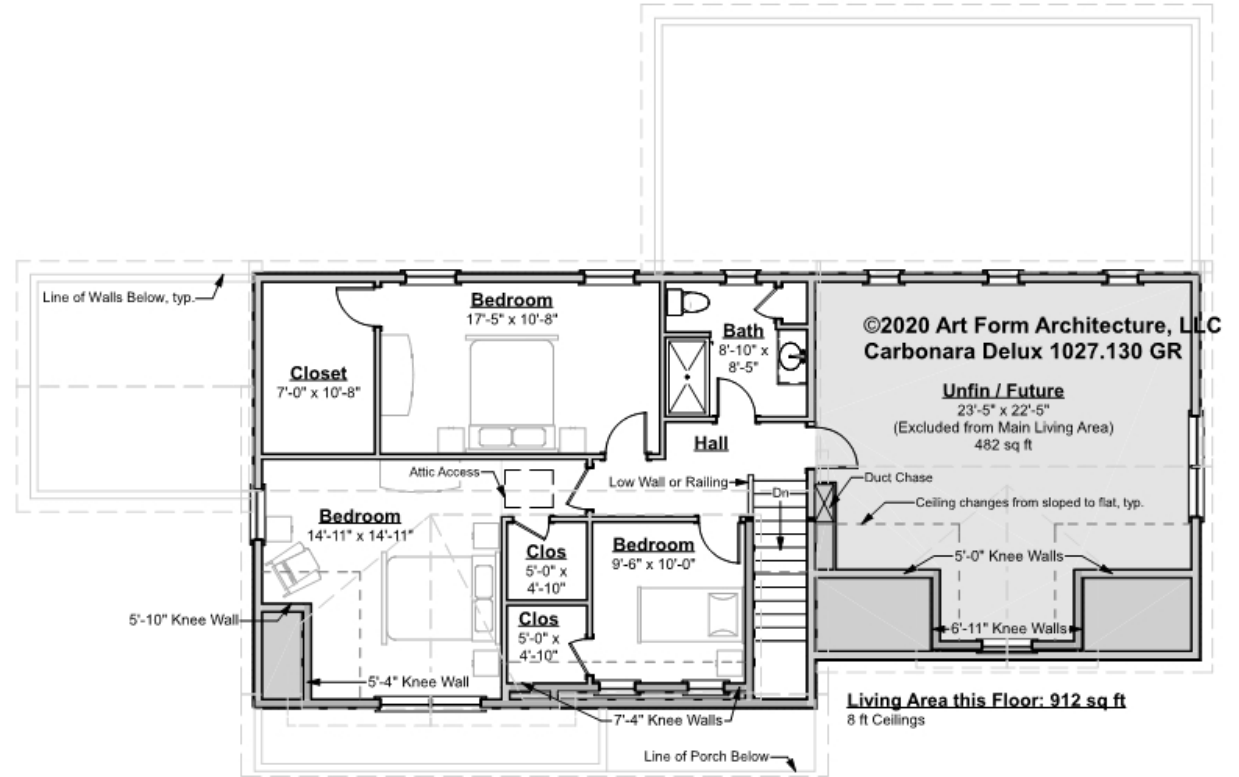 Line of Walls Below, typ.
Bedroom
17'-5" x 10'-8"
Closet
7'-0" x 10'-8"
Bath
8'-10" x
8'-5"
©2020 Art Form Architecture, LLC
Carbonara Delux 1027.130 GR
Unfin / Future
23'-5" x 22'-5"
(Excluded from Main Living Area)
482 sq ft
Hall
Attic Access
Low Wall or Railing
Dn
Duct Chase
Ceiling changes from sloped to flat, typ.
Bedroom
14'-11" x 14'-11"
Clos
5'-0" x
4'-10"
Bedroom
9'-6" x 10'-0"
5'-0" Knee Walls
5'-10" Knee Wall
Clos
5'-0" x
4'-10"
6'-11" Knee Walls
5'-4" Knee Wall
7'-4" Knee Walls
Living Area this Floor: 912 sq ft
8 ft Ceilings
Line of Porch Below